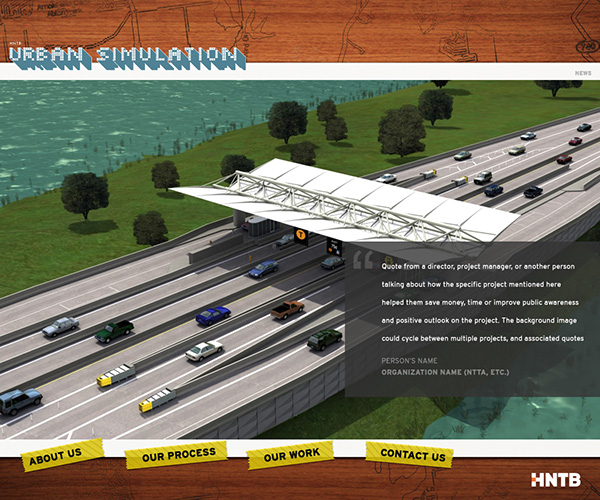 HNTB
URBAN SIMULATION
NEWS
Quote from a director, project manager, or another person
talking about how the specific project mentioned here
helped them save money, time or improve public awareness
and positive outlook on the project. The background image
could cycle between multiple projects, and associated quotes
PERSON'S NAME
ORGANIZATION NAME (NTTA, ETC.)
ABOUT US
OUR PROCESS
OUR WORK
CONTACT US
HNTB